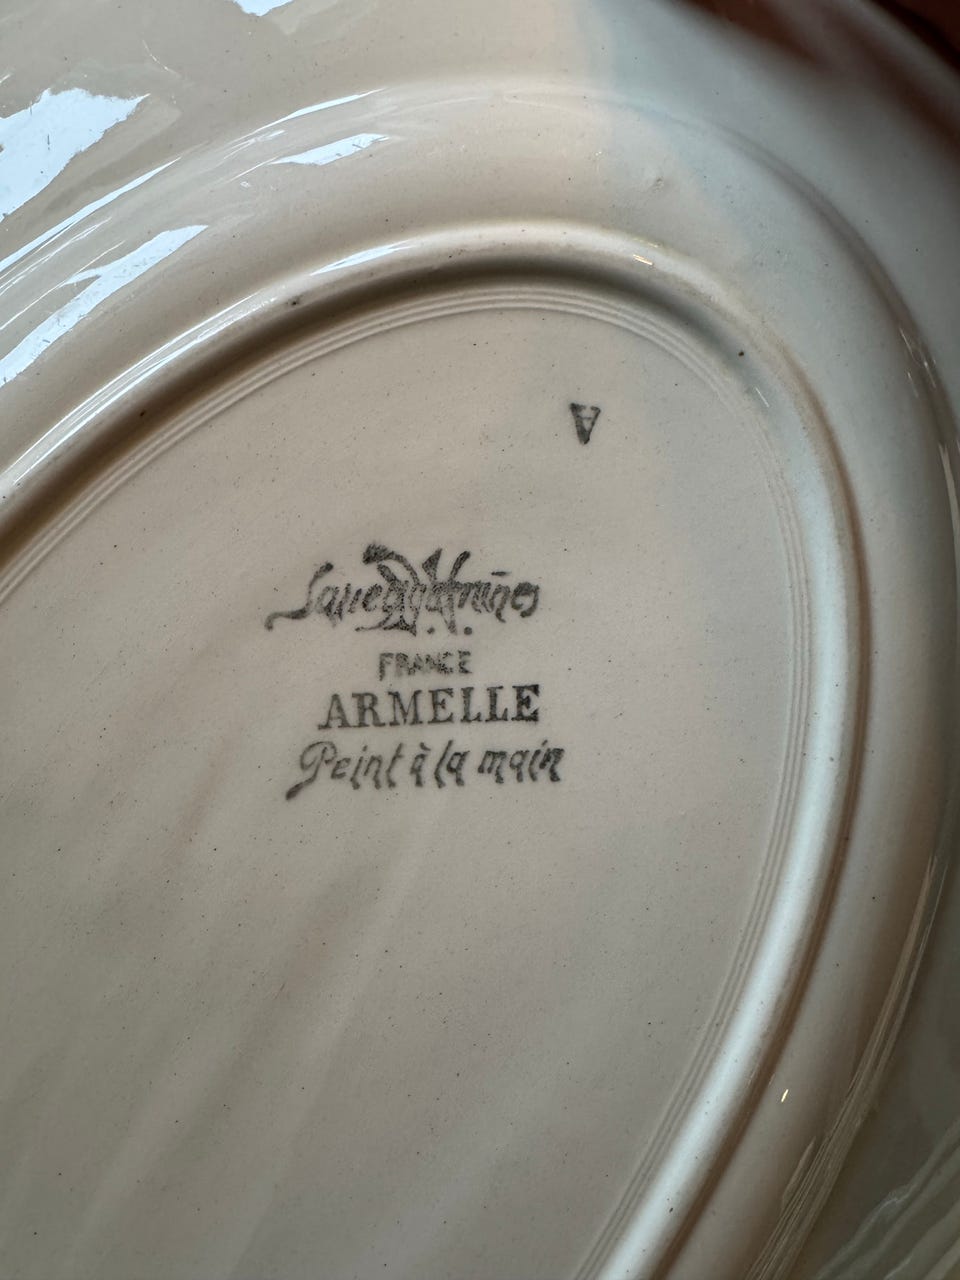 A
Sarreguemines
FRANCE
ARMELLE
Peint à la main